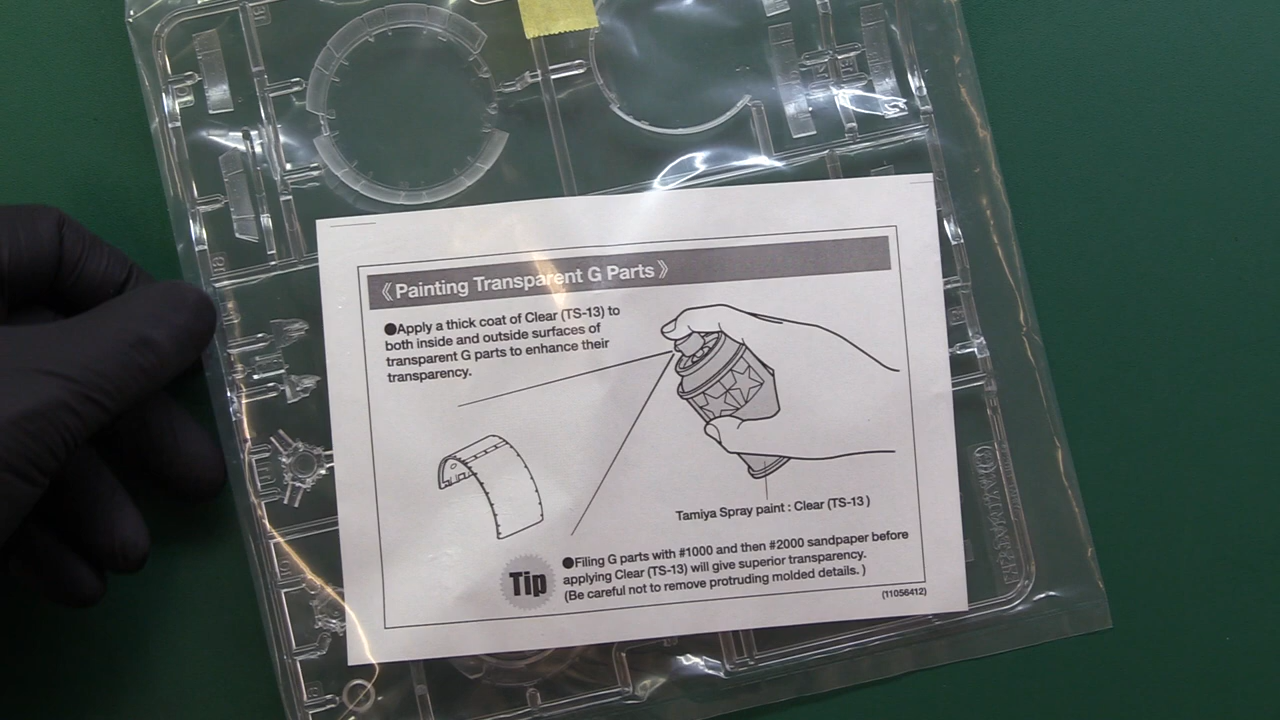 《Painting Transparent G Parts》
●Apply a thick coat of Clear (TS-13) to
both inside and outside surfaces of
transparent G parts to enhance their
transparency.
Tamiya Spray paint : Clear (TS-13)
Tip
●Filing G parts with #1000 and then #2000 sandpaper before
applying Clear (TS-13) will give superior transparency.
(Be careful not to remove protruding molded details. )
(11056412)